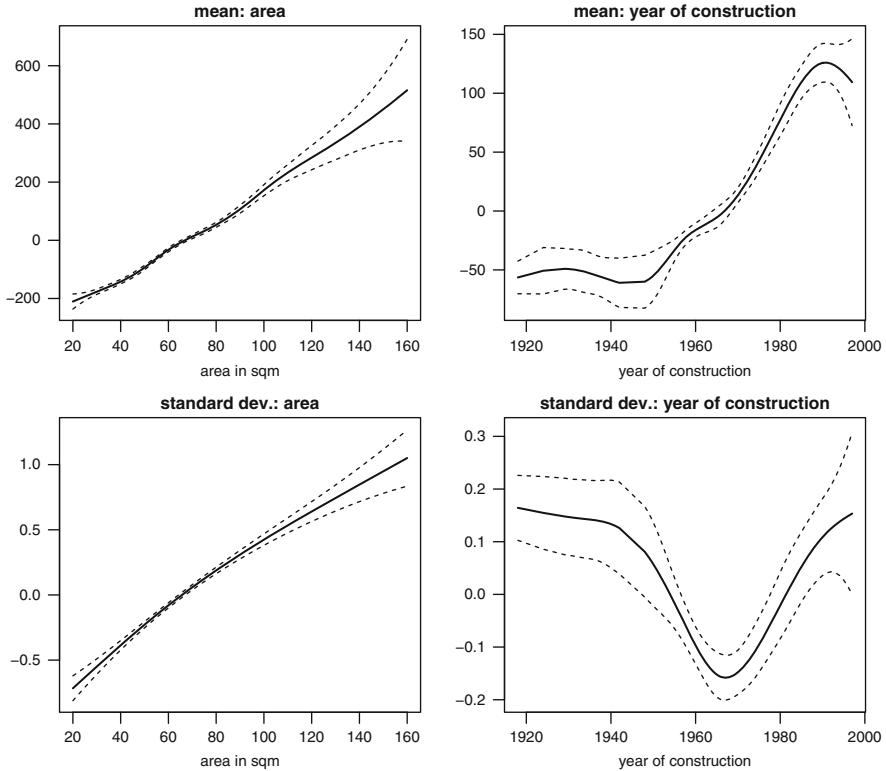 mean: area
600
400
200
0
−200
20 40 60 80 100 120 140 160
area in sqm
mean: year of construction
150
100
50
0
−50
1920 1940 1960 1980 2000
year of construction
standard dev.: area
1.0
0.5
0.0
−0.5
20 40 60 80 100 120 140 160
area in sqm
standard dev.: year of construction
0.3
0.2
0.1
0.0
−0.1
−0.2
1920 1940 1960 1980 2000
year of construction